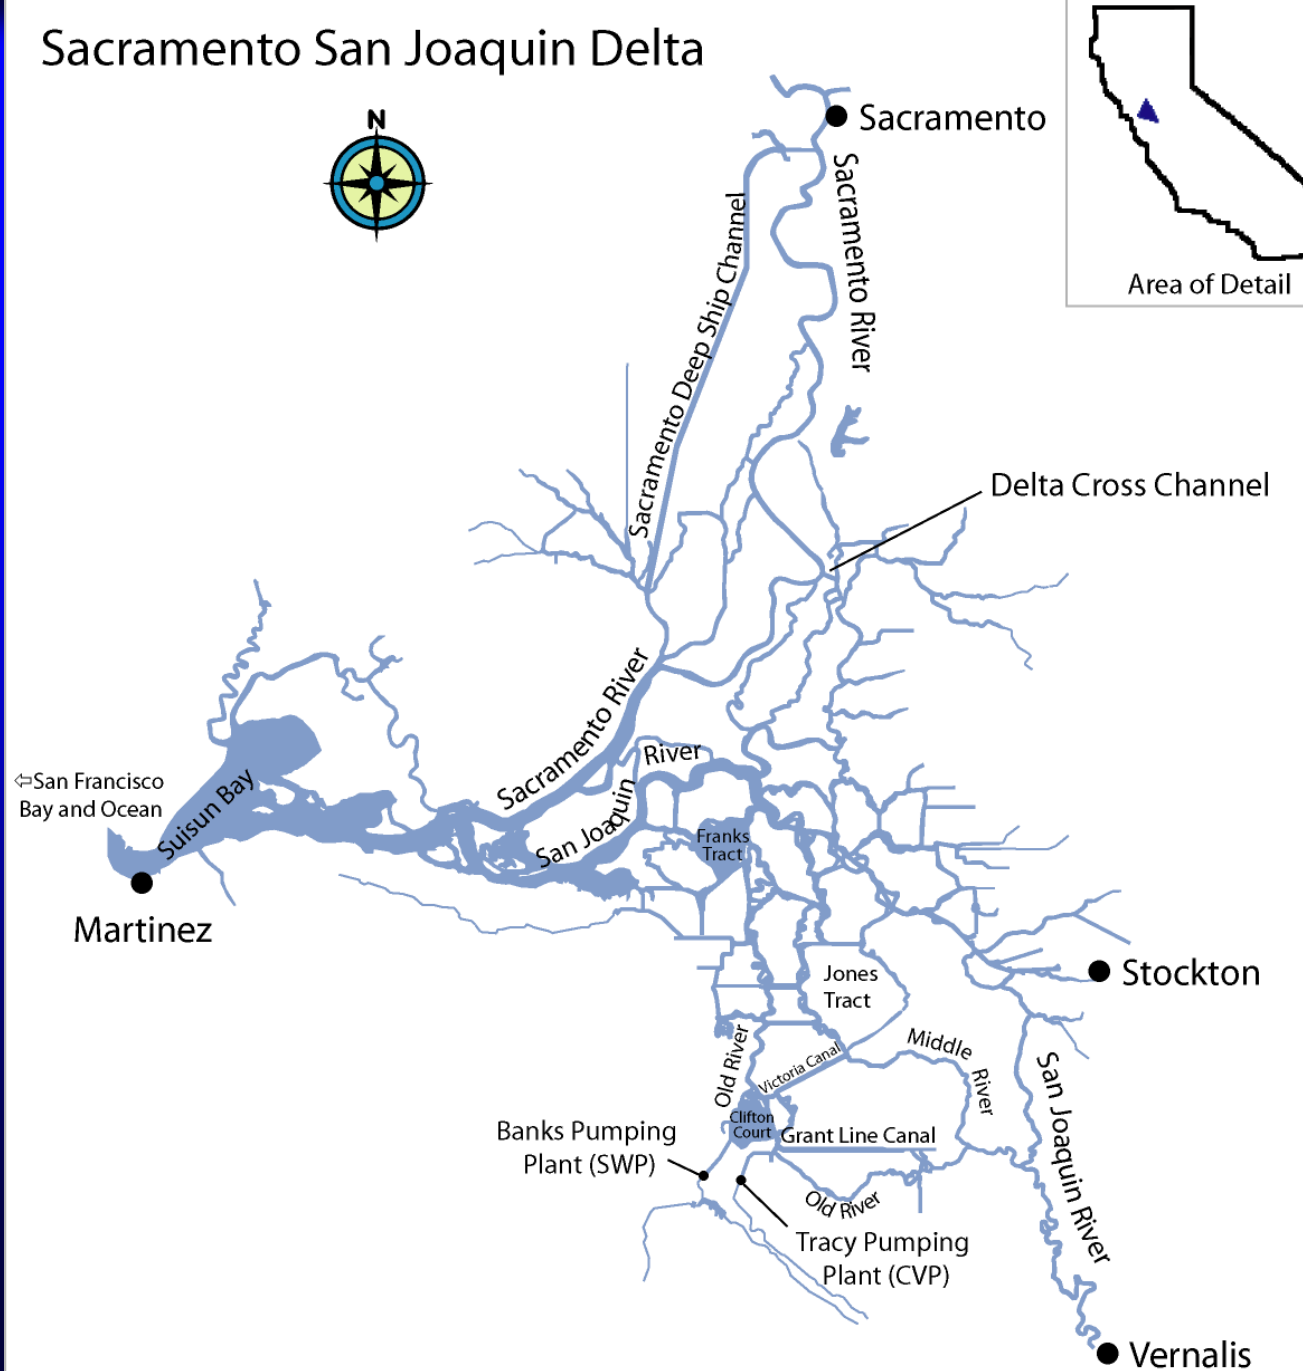 Sacramento San Joaquin Delta
N
Sacramento
Area of Detail
Sacramento River
Sacramento Deep Ship Channel
Delta Cross Channel
Sacramento River
⇦San Francisco
Bay and Ocean
Suisun Bay
San Joaquin
River
Franks
Tract
Martinez
Stockton
Jones
Tract
Old River
Victoria Canal
Middle
River
San Joaquin River
Clifton
Court
Grant Line Canal
Banks Pumping
Plant (SWP)
Old River
Tracy Pumping
Plant (CVP)
Vernalis